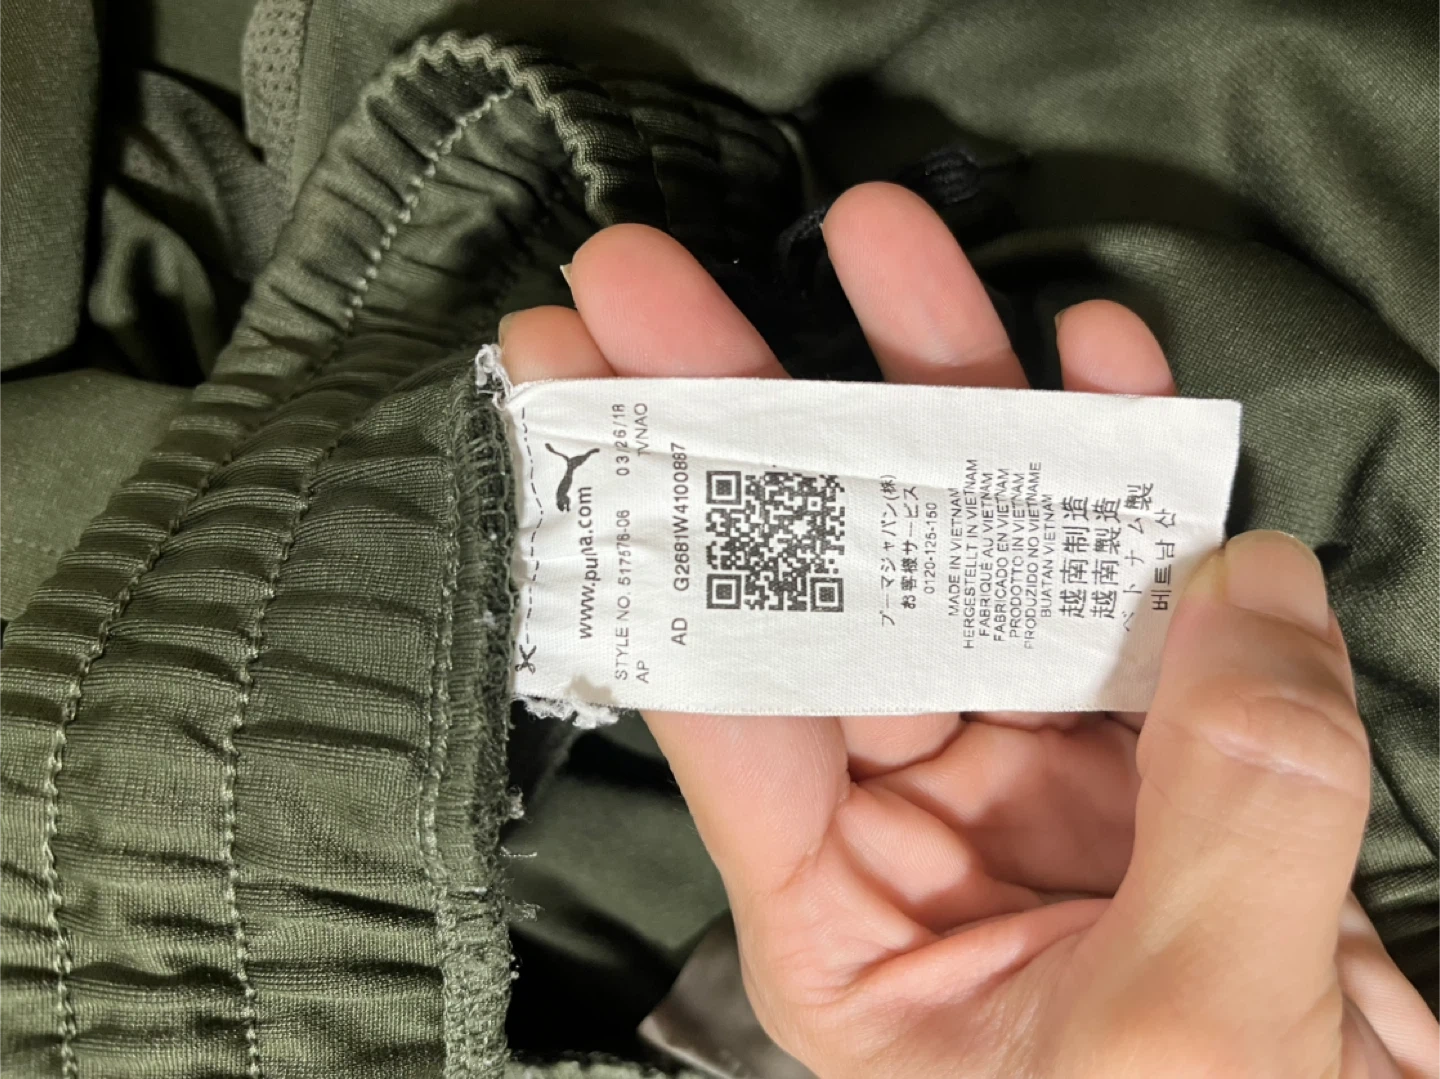 www.puma.com
STYLE NO. 517578-06 03/26/18
AP TVNAO
AD G2681W4100887
プーマジャパン(株)
お客様サービス
0120-125-150
MADE IN VIETNAM
HERGESTELLT IN VIETNAM
FABRIQUÉ AU VIETNAM
FABRICADO EN VIETNAM
PRODOTTO IN VIETNAM
PRODUZIDO NO VIETNAME
BUATAN VIETNAM
越南制造
越南製造
ベトナム製
베트남 산